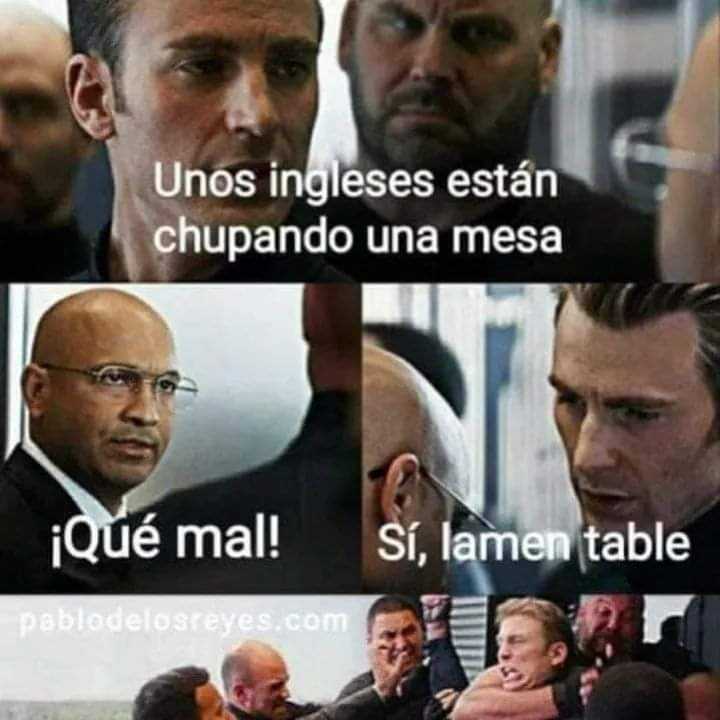 Unos ingleses están
chupando una mesa
¡Qué mal!
Sí, lamen table
pablodelosreyes.com